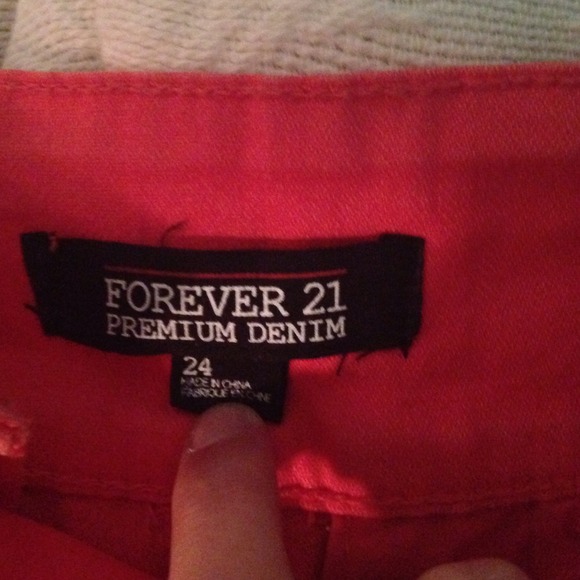 FOREVER 21
PREMIUM DENIM
24
MADE IN CHINA
FABRIQUE EN CHINE